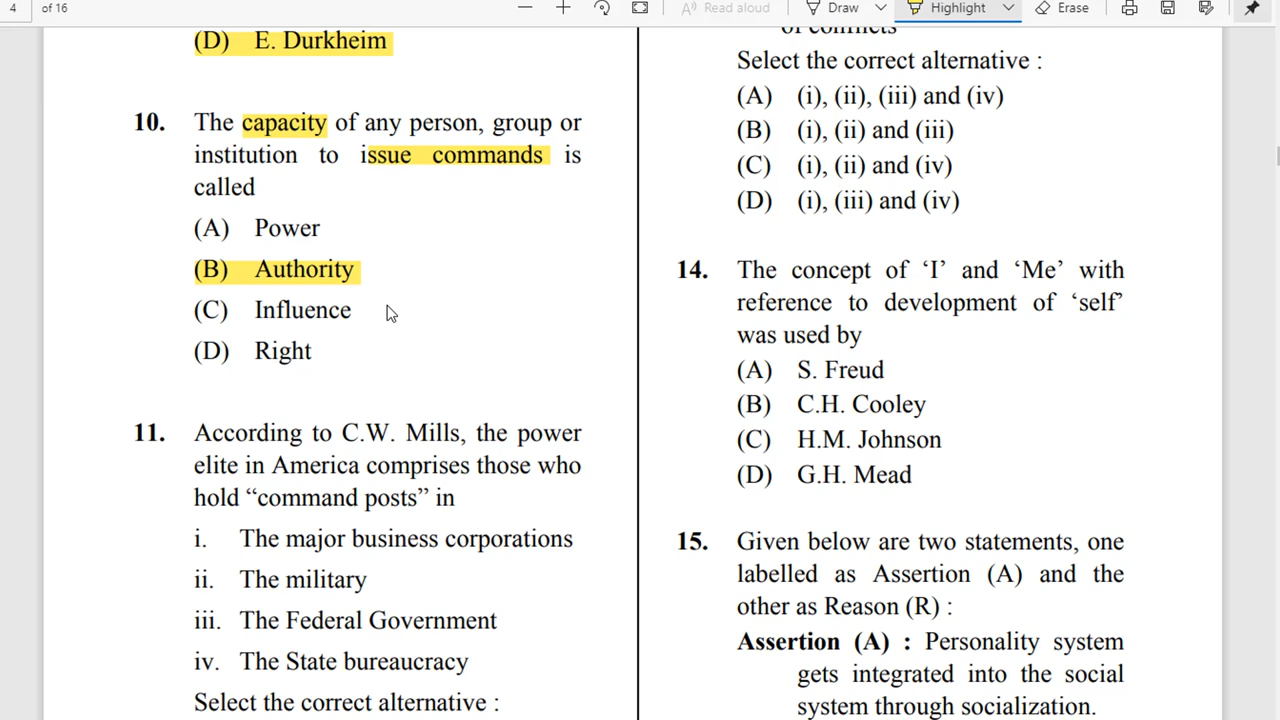 4 of 16
Read aloud
Draw
Highlight
Erase
(D) E. Durkheim
10. The capacity of any person, group or
institution to issue commands is
called
(A) Power
(B) Authority
(C) Influence
(D) Right
11. According to C.W. Mills, the power
elite in America comprises those who
hold “command posts” in
i. The major business corporations
ii. The military
iii. The Federal Government
iv. The State bureaucracy
Select the correct alternative :
of conflicts
Select the correct alternative :
(A) (i), (ii), (iii) and (iv)
(B) (i), (ii) and (iii)
(C) (i), (ii) and (iv)
(D) (i), (iii) and (iv)
14. The concept of ‘I’ and ‘Me’ with
reference to development of ‘self’
was used by
(A) S. Freud
(B) C.H. Cooley
(C) H.M. Johnson
(D) G.H. Mead
15. Given below are two statements, one
labelled as Assertion (A) and the
other as Reason (R) :
Assertion (A) : Personality system
gets integrated into the social
system through socialization.